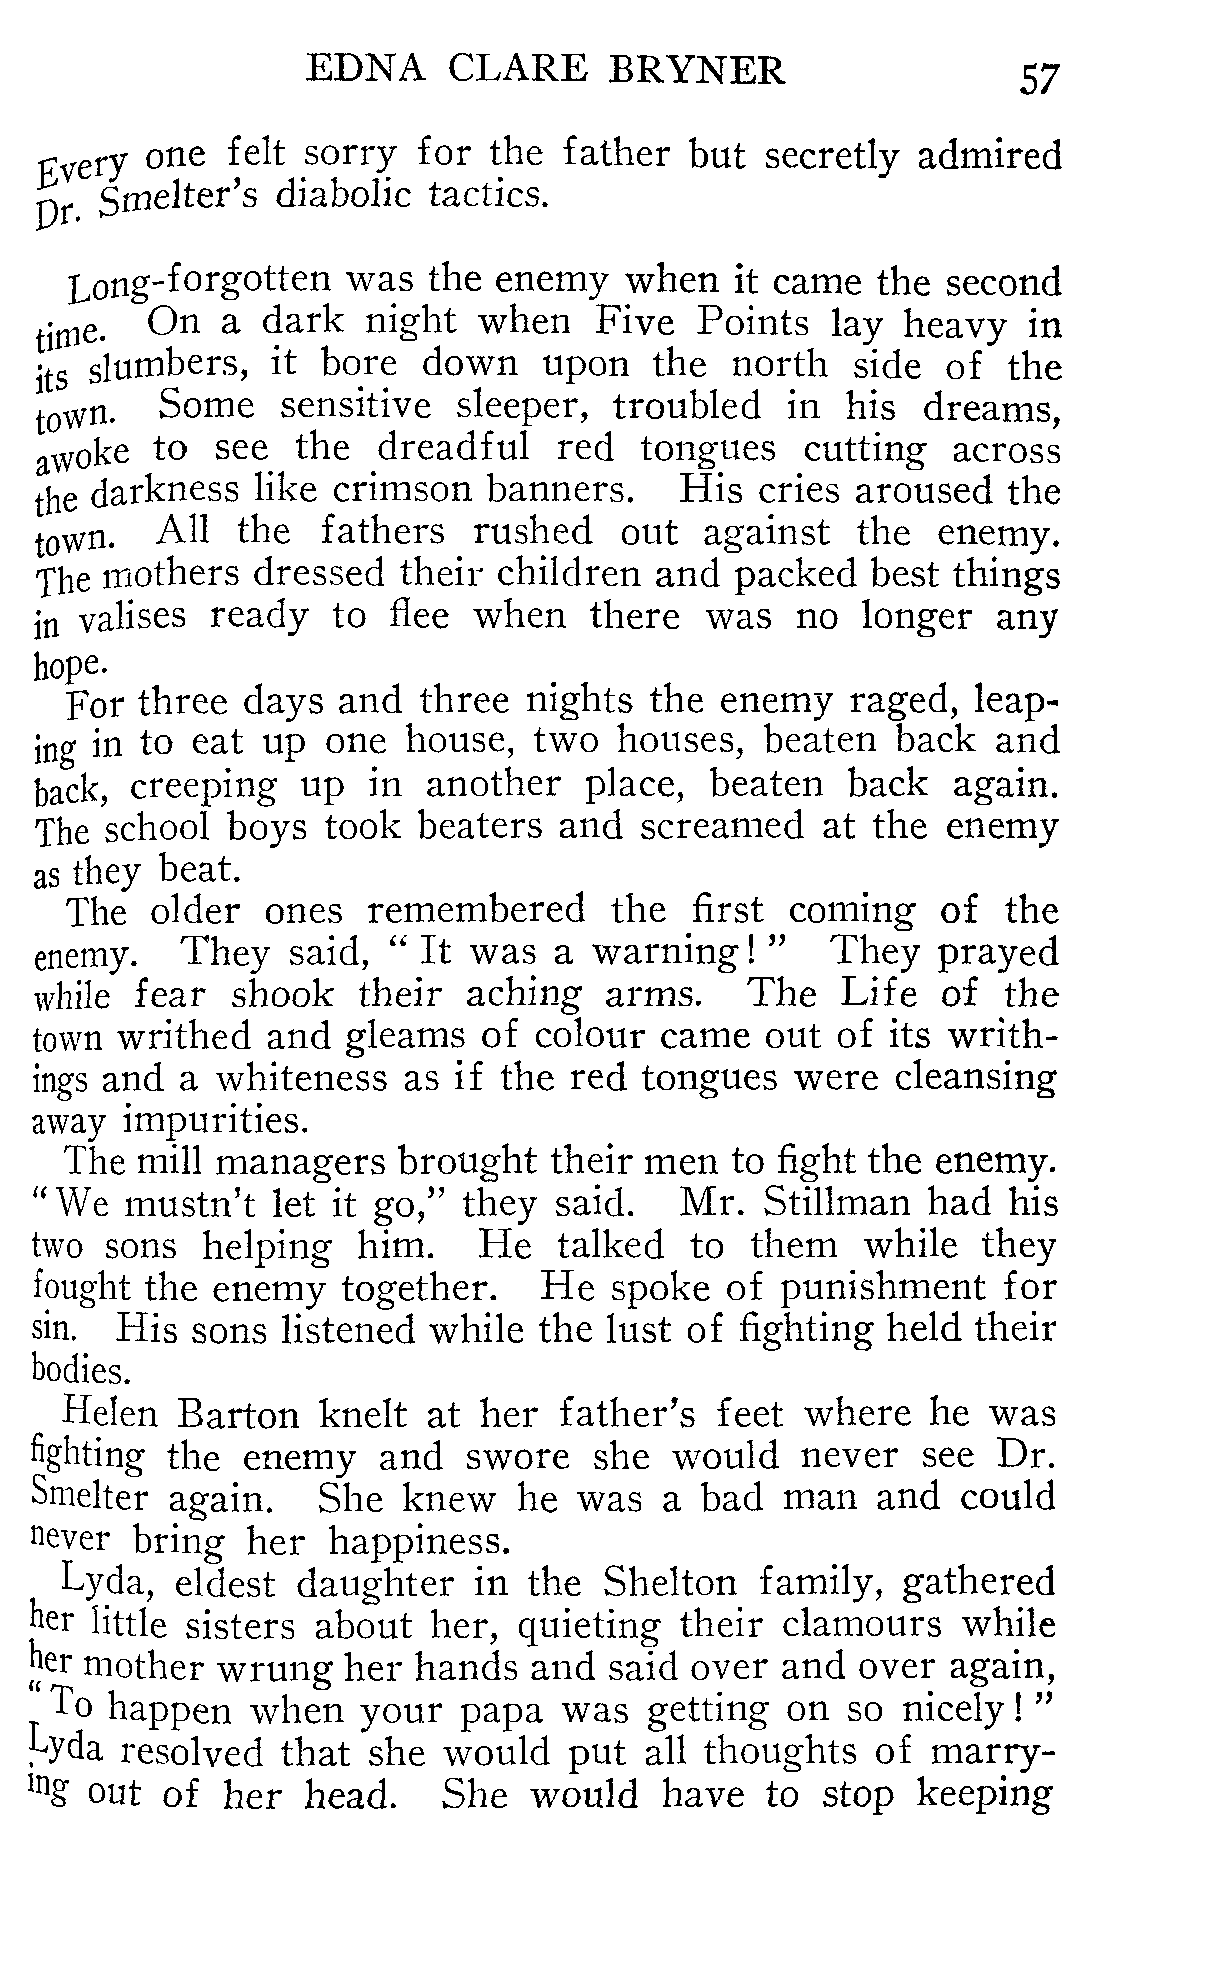 EDNA CLARE BRYNER 57
Every one felt sorry for the father but secretly admired
Dr. Smelter's diabolic tactics.
Long-forgotten was the enemy when it came the second
time. On a dark night when Five Points lay heavy in
its slumbers, it bore down upon the north side of the
town. Some sensitive sleeper, troubled in his dreams,
awoke to see the dreadful red tongues cutting across
the darkness like crimson banners. His cries aroused the
town. All the fathers rushed out against the enemy.
The mothers dressed their children and packed best things
in valises ready to flee when there was no longer any
hope.
For three days and three nights the enemy raged, leap-
ing in to eat up one house, two houses, beaten back and
back, creeping up in another place, beaten back again.
The school boys took beaters and screamed at the enemy
as they beat.
The older ones remembered the first coming of the
enemy. They said, " It was a warning! " They prayed
while fear shook their aching arms. The Life of the
town writhed and gleams of colour came out of its writh-
ings and a whiteness as if the red tongues were cleansing
away impurities.
The mill managers brought their men to fight the enemy.
"We mustn't let it go," they said. Mr. Stillman had his
two sons helping him. He talked to them while they
fought the enemy together. He spoke of punishment for
sin. His sons listened while the lust of fighting held their
bodies.
Helen Barton knelt at her father's feet where he was
fighting the enemy and swore she would never see Dr.
Smelter again. She knew he was a bad man and could
never bring her happiness.
Lyda, eldest daughter in the Shelton family, gathered
her little sisters about her, quieting their clamours while
her mother wrung her hands and said over and over again,
"To happen when your papa was getting on so nicely! "
Lyda resolved that she would put all thoughts of marry-
ing out of her head. She would have to stop keeping